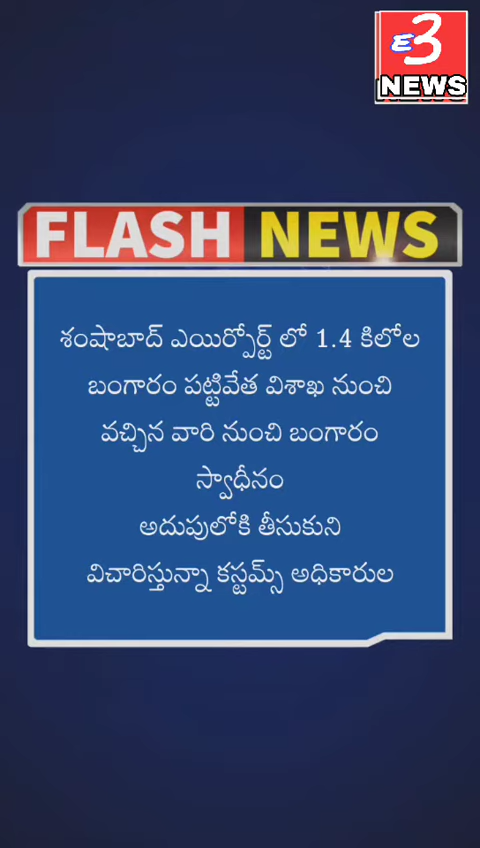 E3
NEWS
FLASH NEWS
శంషాబాద్ ఎయిర్పోర్ట్ లో 1.4 కిలోల
బంగారం పట్టివేత విశాఖ నుంచి
వచ్చిన వారి నుంచి బంగారం
స్వాధీనం
అదుపులోకి తీసుకుని
విచారిస్తున్నా కస్టమ్స్ అధికారుల